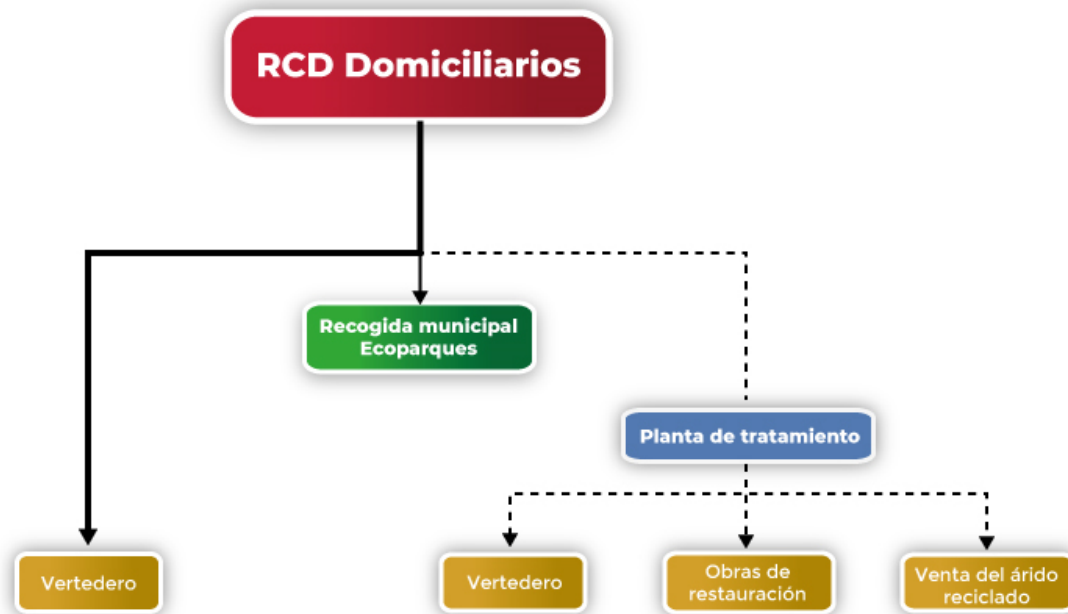 RCD Domiciliarios
Recogida municipal
Ecoparques
Planta de tratamiento
Vertedero
Vertedero
Obras de
restauración
Venta del árido
reciclado